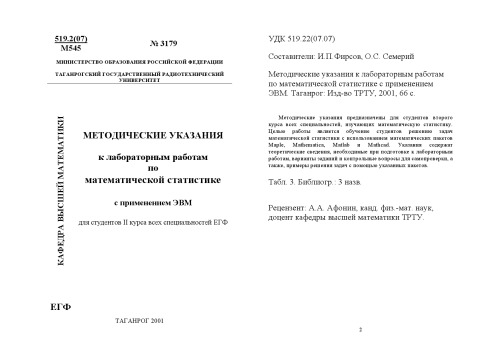 519.2(07)
М545
№ 3179
МИНИСТЕРСТВО ОБРАЗОВАНИЯ РОССИЙСКОЙ ФЕДЕРАЦИИ
ТАГАНРОГСКИЙ ГОСУДАРСТВЕННЫЙ РАДИОТЕХНИЧЕСКИЙ
УНИВЕРСИТЕТ
КАФЕДРА ВЫСШЕЙ МАТЕМАТИКИ
МЕТОДИЧЕСКИЕ УКАЗАНИЯ
к лабораторным работам
по
математической статистике
с применением ЭВМ
для студентов II курса всех специальностей ЕГФ
ЕГФ
ТАГАНРОГ 2001
УДК 519.22(07.07)
Составители: И.П.Фирсов, О.С. Семерий
Методические указания к лабораторным работам
по математической статистике с применением
ЭВМ. Таганрог: Изд-во ТРТУ, 2001, 66 с.
Методические указания предназначены для студентов второго
курса всех специальностей, изучающих математическую статистику.
Целью работы является обучения студентов решению задач
математической статистики с использованием математических пакетов
Maple, Mathematica, Matlab и Mathcad. Указания содержат
теоретические сведения, необходимые при подготовке к лабораторным
работам, варианты заданий и контрольные вопросы для самопроверки, а
также, примеры решения задач с помощью указанных пакетов.
Табл. 3. Библиогр.: 3 назв.
Рецензент: А.А. Афонин, канд. физ.-мат. наук,
доцент кафедры высшей математики ТРТУ.
2